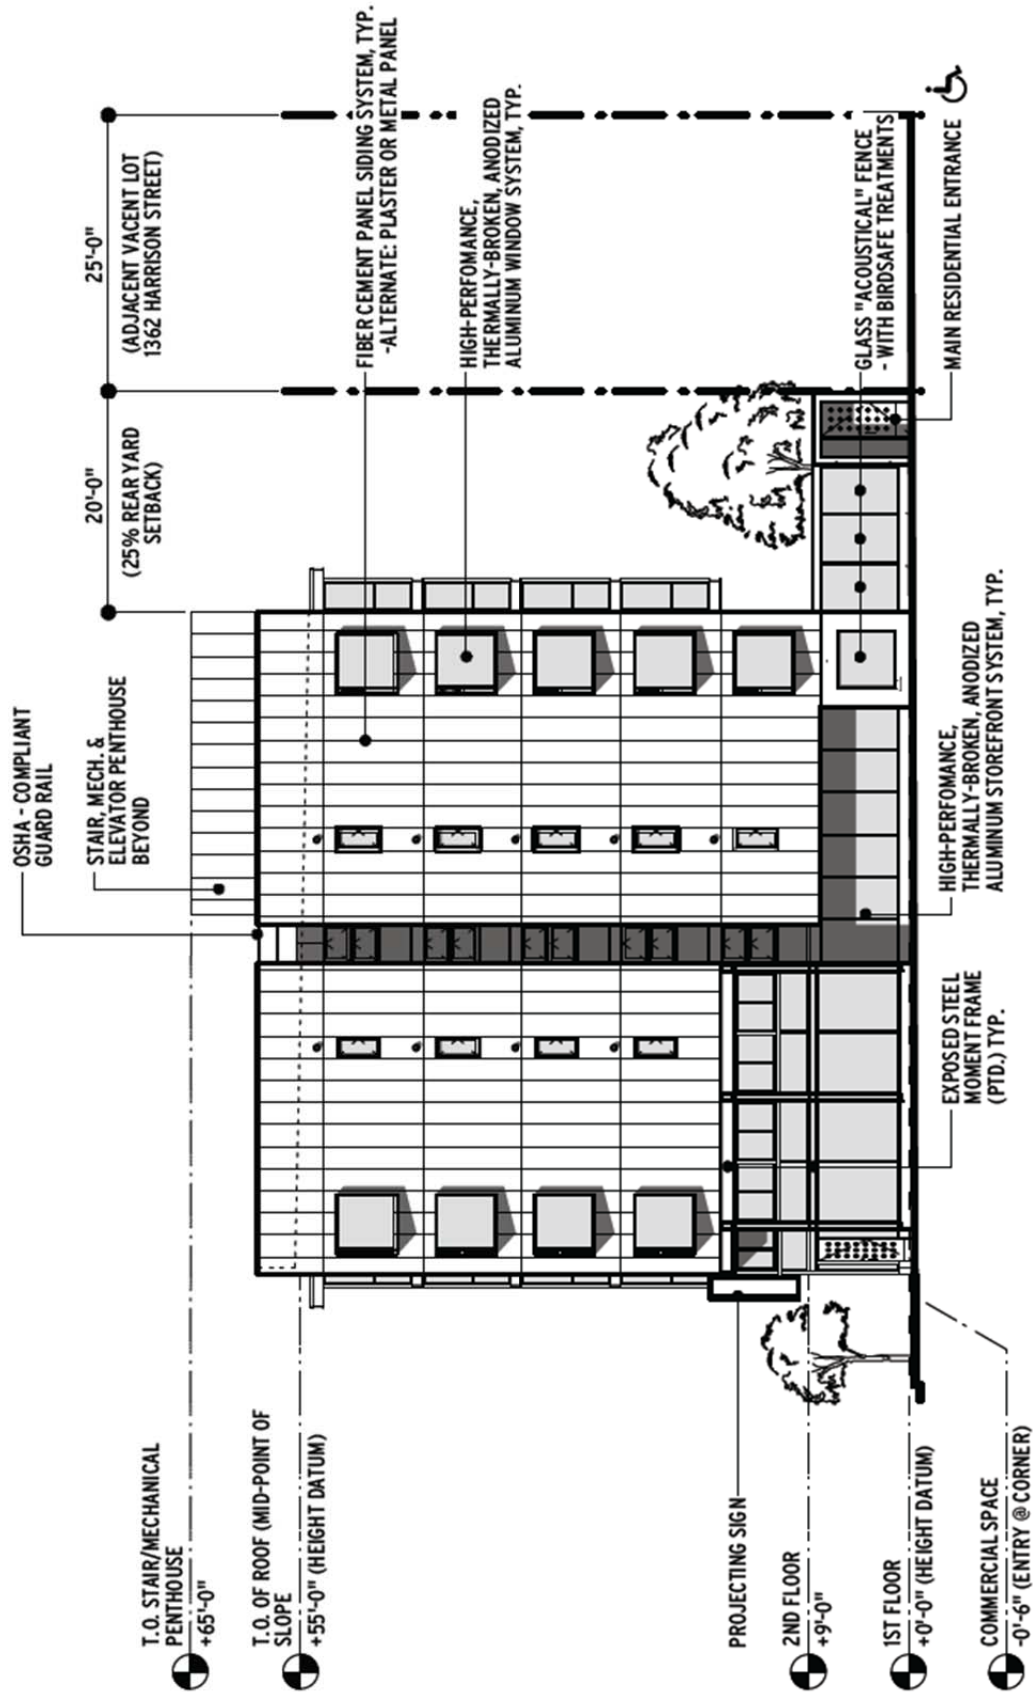 T.O. STAIR/MECHANICAL
PENTHOUSE
+65'-0"
T.O. OF ROOF (MID-POINT OF
SLOPE
+55'-0" (HEIGHT DATUM)
PROJECTING SIGN
2ND FLOOR
+9'-0"
1ST FLOOR
+0'-0" (HEIGHT DATUM)
COMMERCIAL SPACE
-0'-6" (ENTRY @ CORNER)
OSHA - COMPLIANT
GUARD RAIL
STAIR, MECH. &
ELEVATOR PENTHOUSE
BEYOND
20'-0"
(25% REAR YARD
SETBACK)
25'-0"
(ADJACENT VACENT LOT
1362 HARRISON STREET)
FIBER CEMENT PANEL SIDING SYSTEM, TYP.
-ALTERNATE: PLASTER OR METAL PANEL
HIGH-PERFOMANCE,
THERMALLY-BROKEN, ANODIZED
ALUMINUM WINDOW SYSTEM, TYP.
GLASS "ACOUSTICAL" FENCE
- WITH BIRDSAFE TREATMENTS
MAIN RESIDENTIAL ENTRANCE
EXPOSED STEEL
MOMENT FRAME
(PTD.) TYP.
HIGH-PERFOMANCE,
THERMALLY-BROKEN, ANODIZED
ALUMINUM STOREFRONT SYSTEM, TYP.